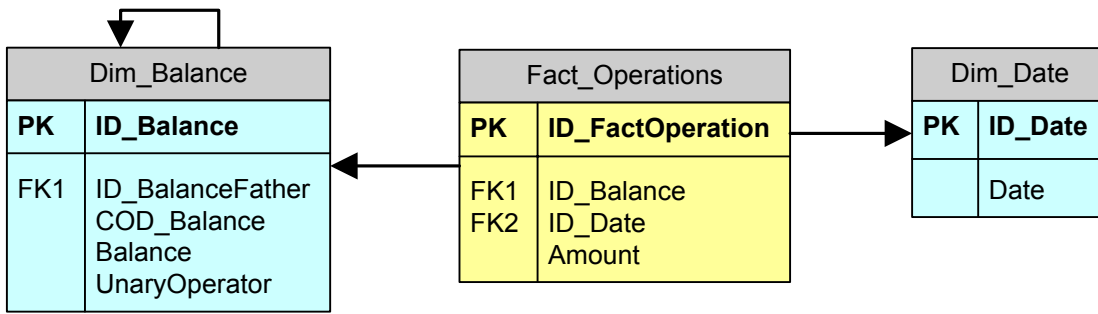 Dim_Balance
PK ID_Balance
FK1 ID_BalanceFather
COD_Balance
Balance
UnaryOperator
Fact_Operations
PK ID_FactOperation
FK1 ID_Balance
FK2 ID_Date
Amount
Dim_Date
PK ID_Date
Date